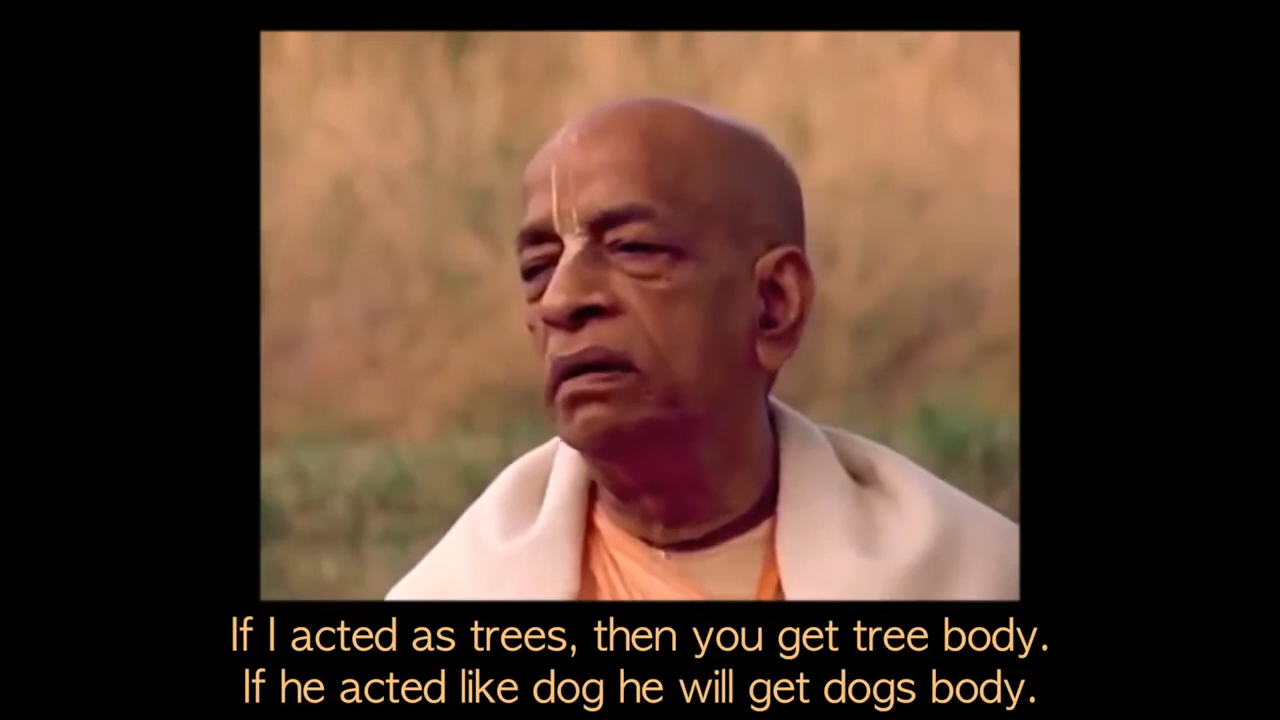 If I acted as trees, then you get tree body.
If he acted like dog he will get dogs body.